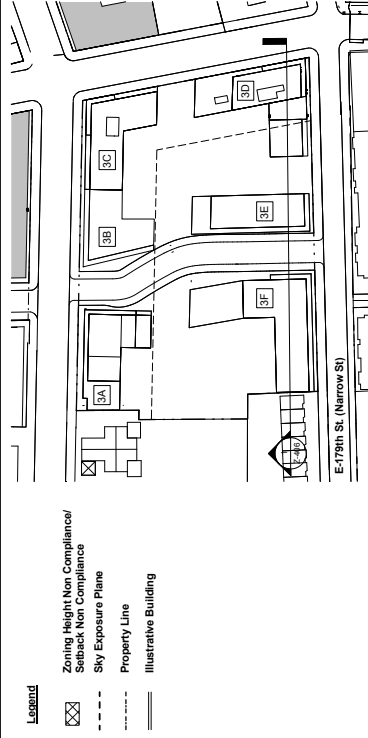 Legend
Zoning Height Non Compliance/
Setback Non Compliance
Sky Exposure Plane
Property Line
Illustrative Building
3A
3B
3C
3D
3E
3F
Z-406
E-179th St. (Narrow St)